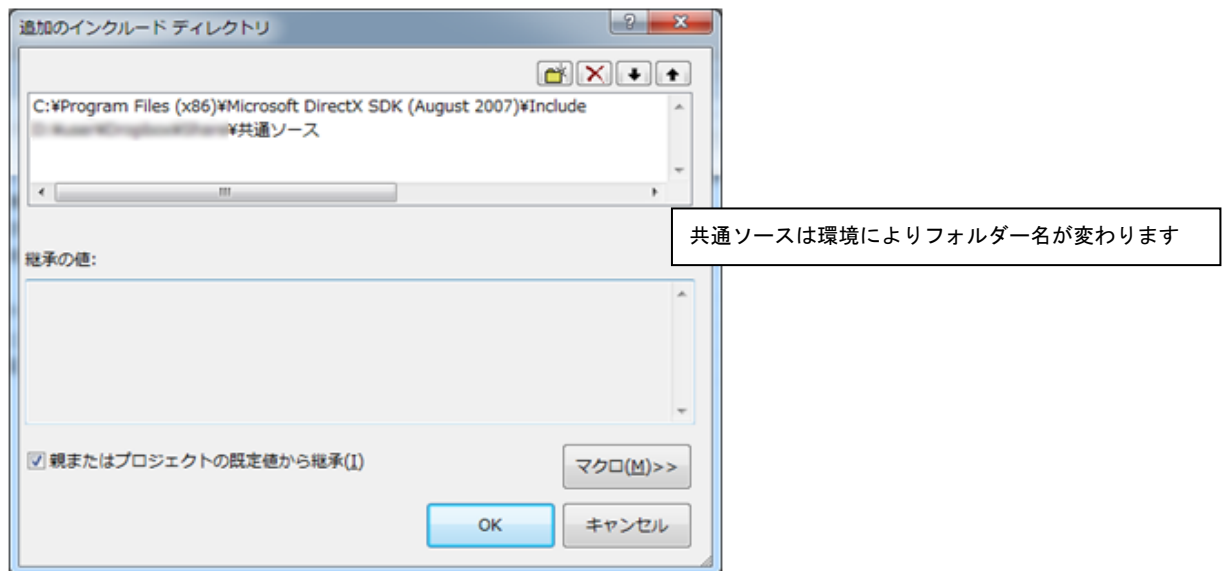 追加のインクルード ディレクトリ
C:¥Program Files (x86)¥Microsoft DirectX SDK (August 2007)¥Include
¥共通ソース
共通ソースは環境によりフォルダー名が変わります
継承の値:
親またはプロジェクトの既定値から継承(I)
マクロ(M)>>
OK
キャンセル